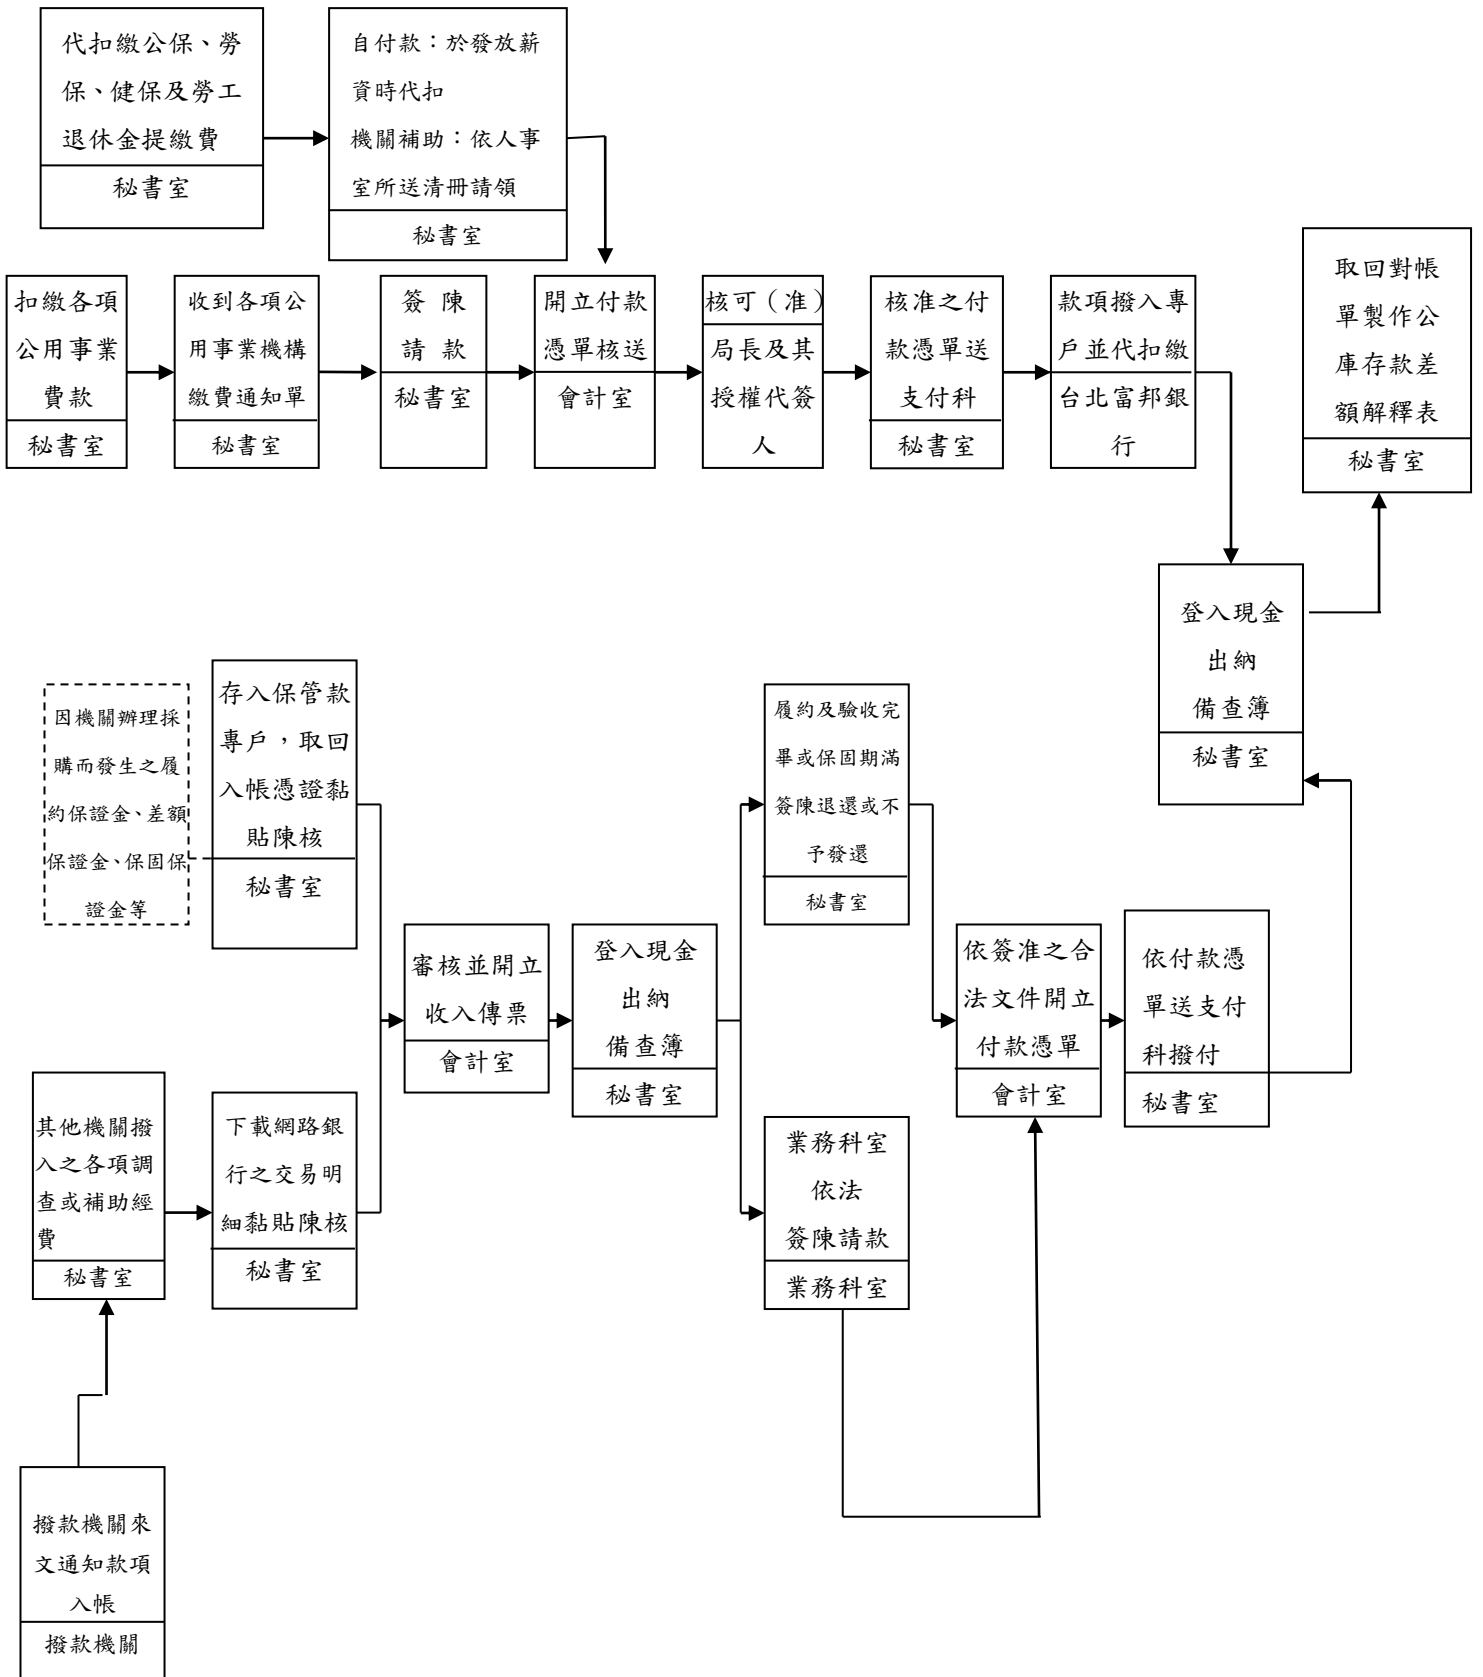 代扣繳公保、勞
保、健保及勞工
退休金提繳費
秘書室
自付款：於發放薪
資時代扣
機關補助：依人事
室所送清冊請領
秘書室
扣繳各項
公用事業
費款
秘書室
收到各項公
用事業機構
繳費通知單
秘書室
簽 陳
請 款
秘書室
開立付款
憑單核送
會計室
核可（准）
局長及其
授權代簽
人
核准之付
款憑單送
支付科
秘書室
款項撥入專
戶並代扣繳
台北富邦銀
行
取回對帳
單製作公
庫存款差
額解釋表
秘書室
登入現金
出納
備查簿
秘書室
因機關辦理採
購而發生之履
約保證金、差額
保證金、保固保
證金等
存入保管款
專戶，取回
入帳憑證黏
貼陳核
秘書室
履約及驗收完
畢或保固期滿
簽陳退還或不
予發還
秘書室
審核並開立
收入傳票
會計室
登入現金
出納
備查簿
秘書室
依簽准之合
法文件開立
付款憑單
會計室
依付款憑
單送支付
科撥付
秘書室
其他機關撥
入之各項調
查或補助經
費
秘書室
下載網路銀
行之交易明
細黏貼陳核
秘書室
業務科室
依法
簽陳請款
業務科室
撥款機關來
文通知款項
入帳
撥款機關